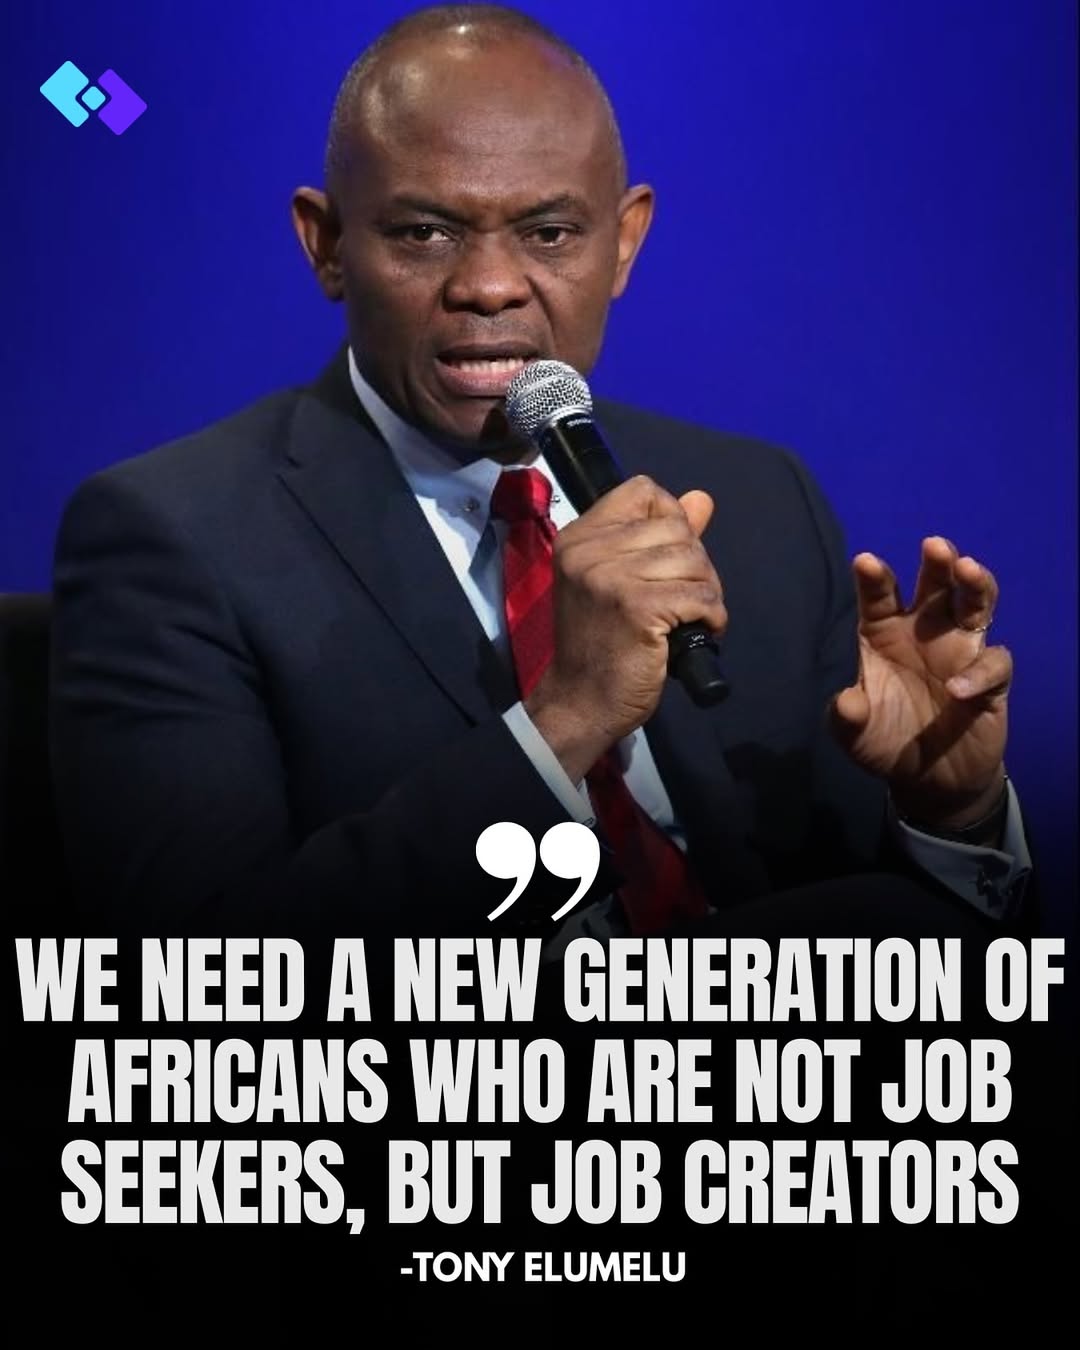 ”
WE NEED A NEW GENERATION OF
AFRICANS WHO ARE NOT JOB
SEEKERS, BUT JOB CREATORS
-TONY ELUMELU